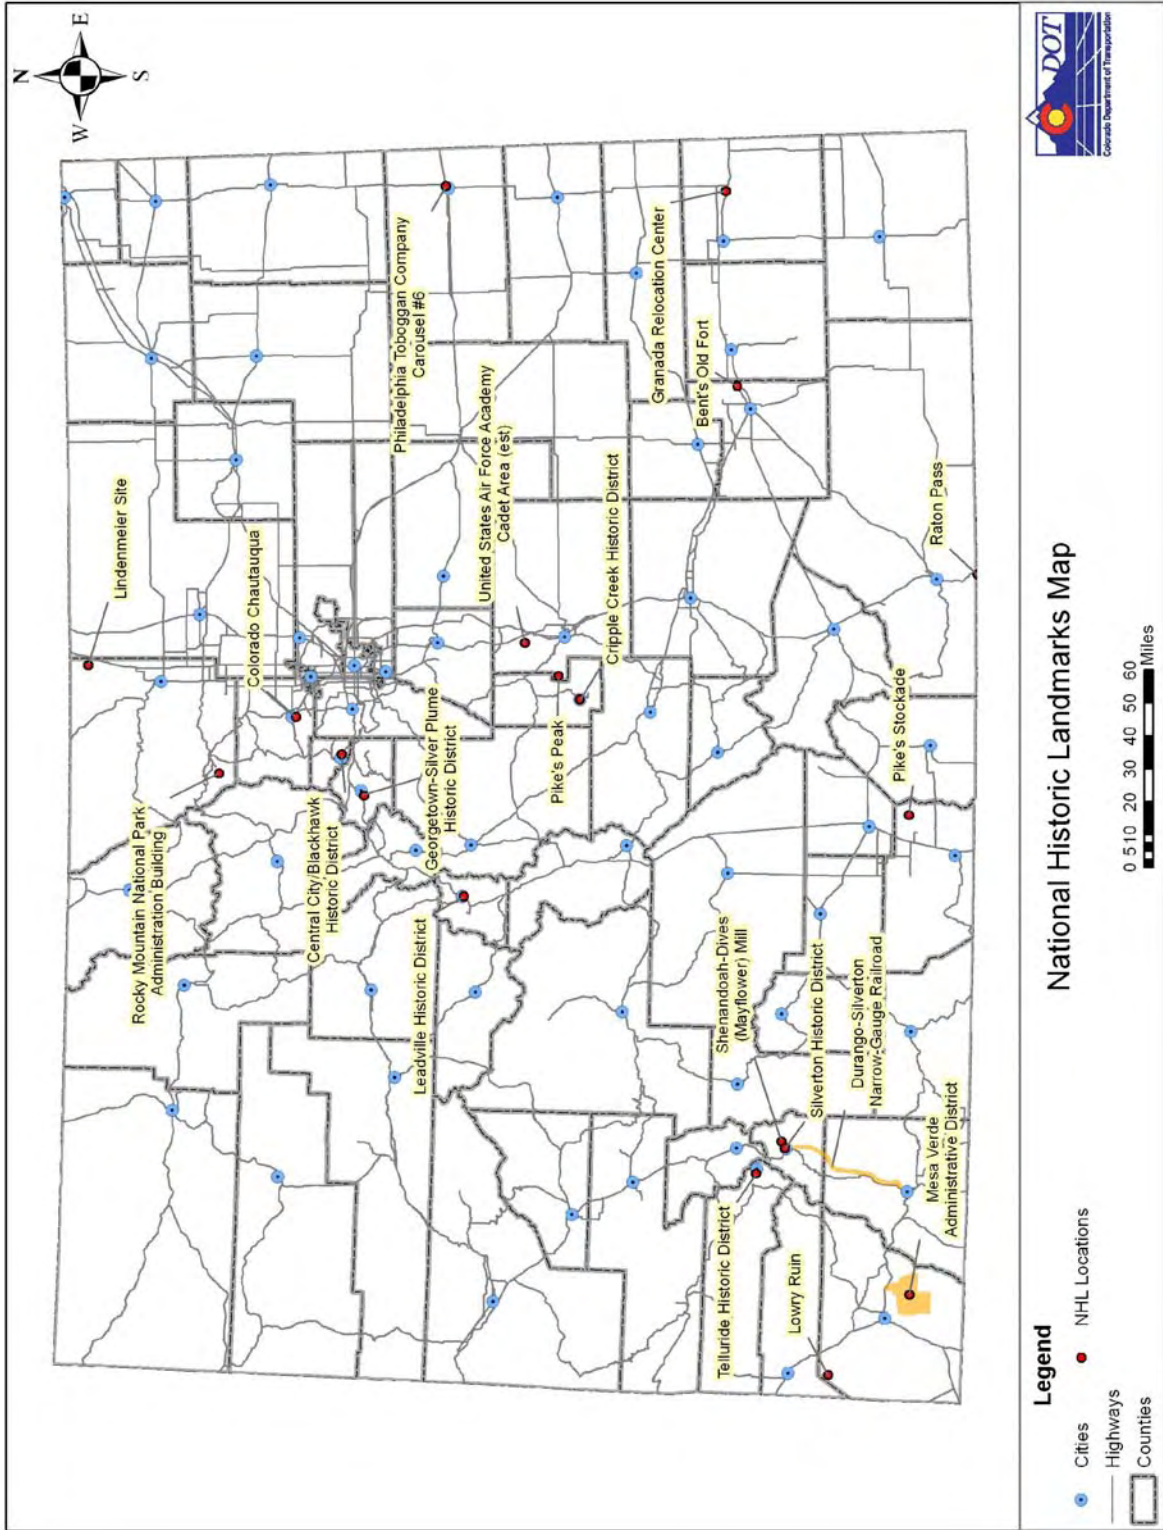 N
W
E
S
Lindenmeier Site
Rocky Mountain National Park
Administration Building
Colorado Chautauqua
Central City/Blackhawk
Historic District
Georgetown-Silver Plume
Historic District
Philadelphia Toboggan Company
Carousel #6
Leadville Historic District
United States Air Force Academy
Cadet Area (est)
Pike's Peak
Cripple Creek Historic District
Granada Relocation Center
Bent's Old Fort
Shenandoah-Dives
(Mayflower) Mill
Telluride Historic District
Silverton Historic District
Lowry Ruin
Durango-Silverton
Narrow-Gauge Railroad
Mesa Verde
Administrative District
Pike's Stockade
Raton Pass
Legend
Cities
NHL Locations
Highways
Counties
National Historic Landmarks Map
0 5 10 20 30 40 50 60
Miles
DOT
Colorado Department of Transportation